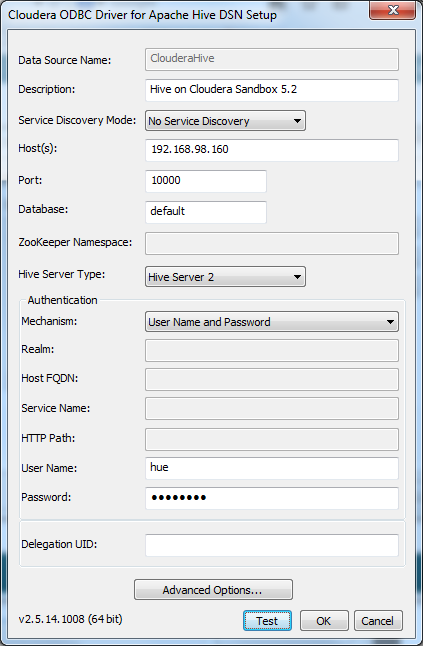 Cloudera ODBC Driver for Apache Hive DSN Setup
Data Source Name: ClouderaHive
Description: Hive on Cloudera Sandbox 5.2
Service Discovery Mode: No Service Discovery
Host(s): 192.168.98.160
Port: 10000
Database: default
ZooKeeper Namespace:
Hive Server Type: Hive Server 2
Authentication
Mechanism: User Name and Password
Realm:
Host FQDN:
Service Name:
HTTP Path:
User Name: hue
Password: ••••••••
Delegation UID:
Advanced Options...
v2.5.14.1008 (64 bit) Test OK Cancel